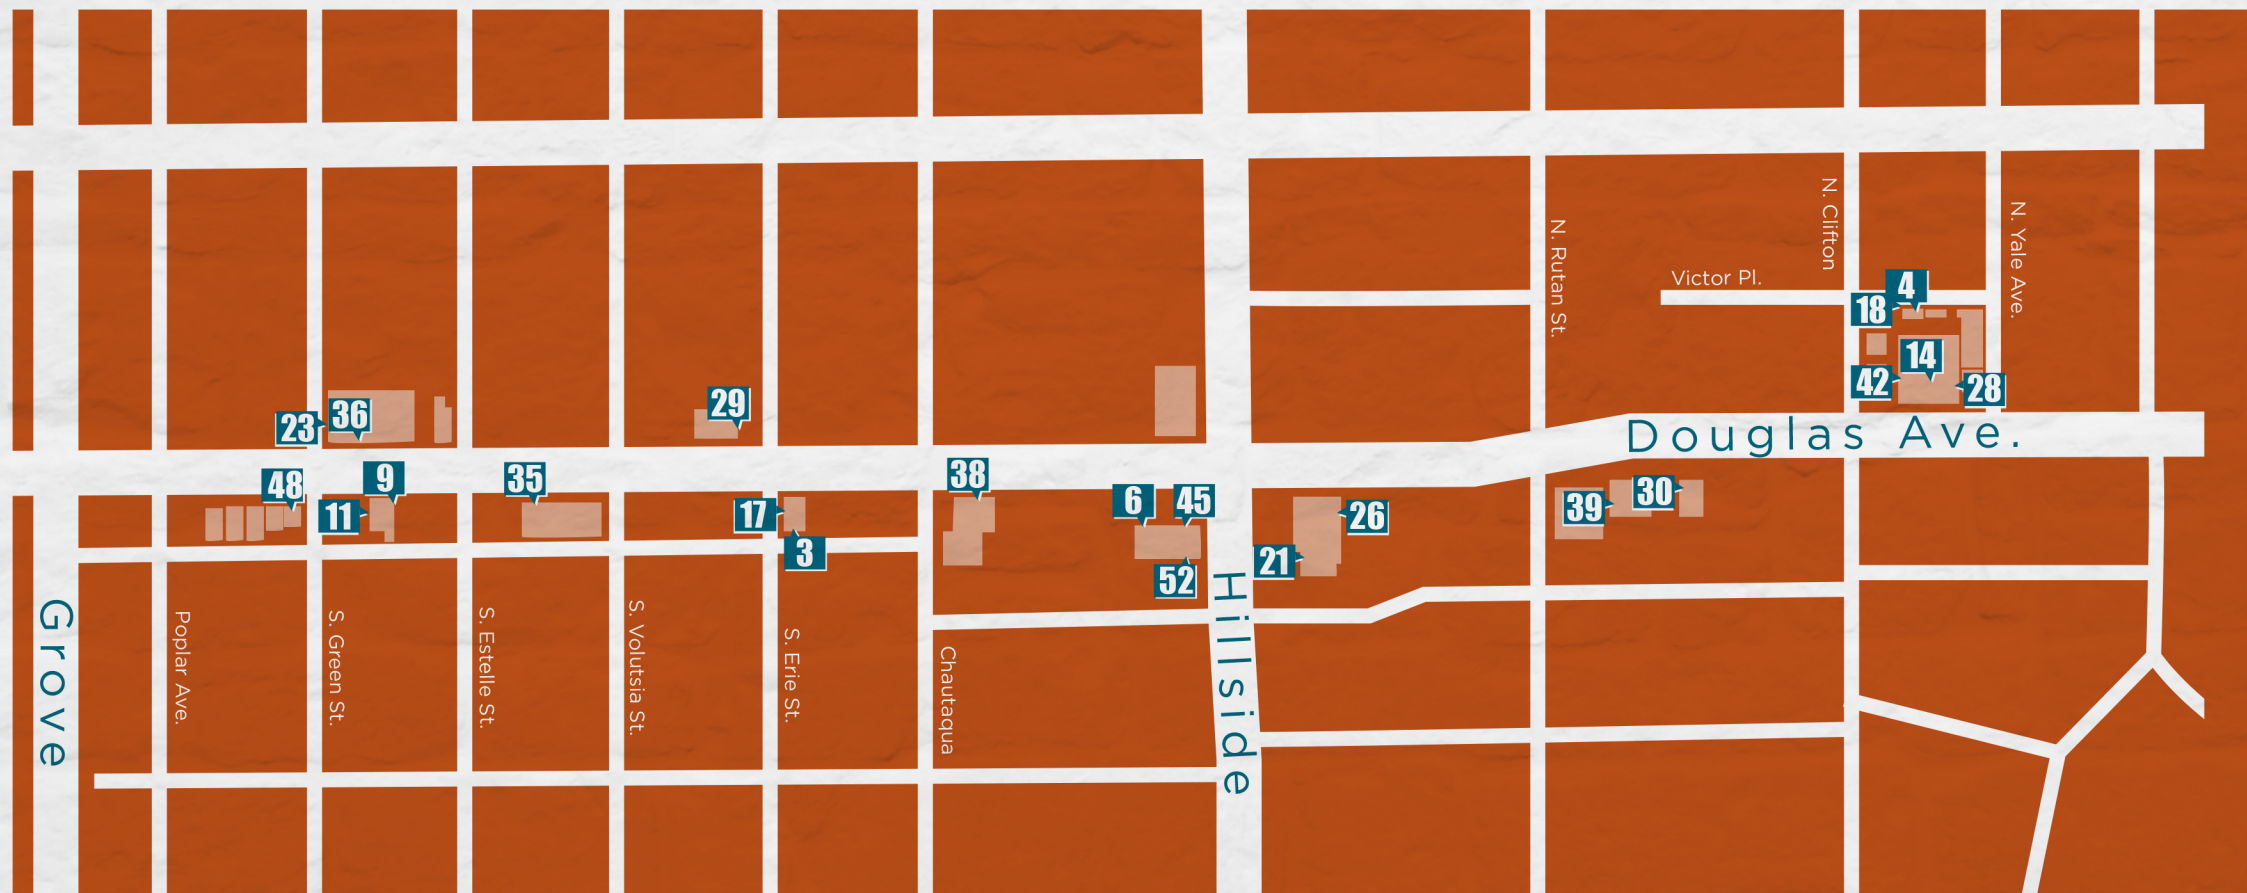 N. Clifton
N. Yale Ave.
N. Rutan St.
Victor Pl.
4
18
14
42
28
29
36
23
Douglas Ave.
48
9
35
38
11
17
3
6
45
52
26
21
39
30
Grove
Poplar Ave.
S. Green St.
S. Estelle St.
S. Volutsia St.
S. Erie St.
Chautauqua
Hillside